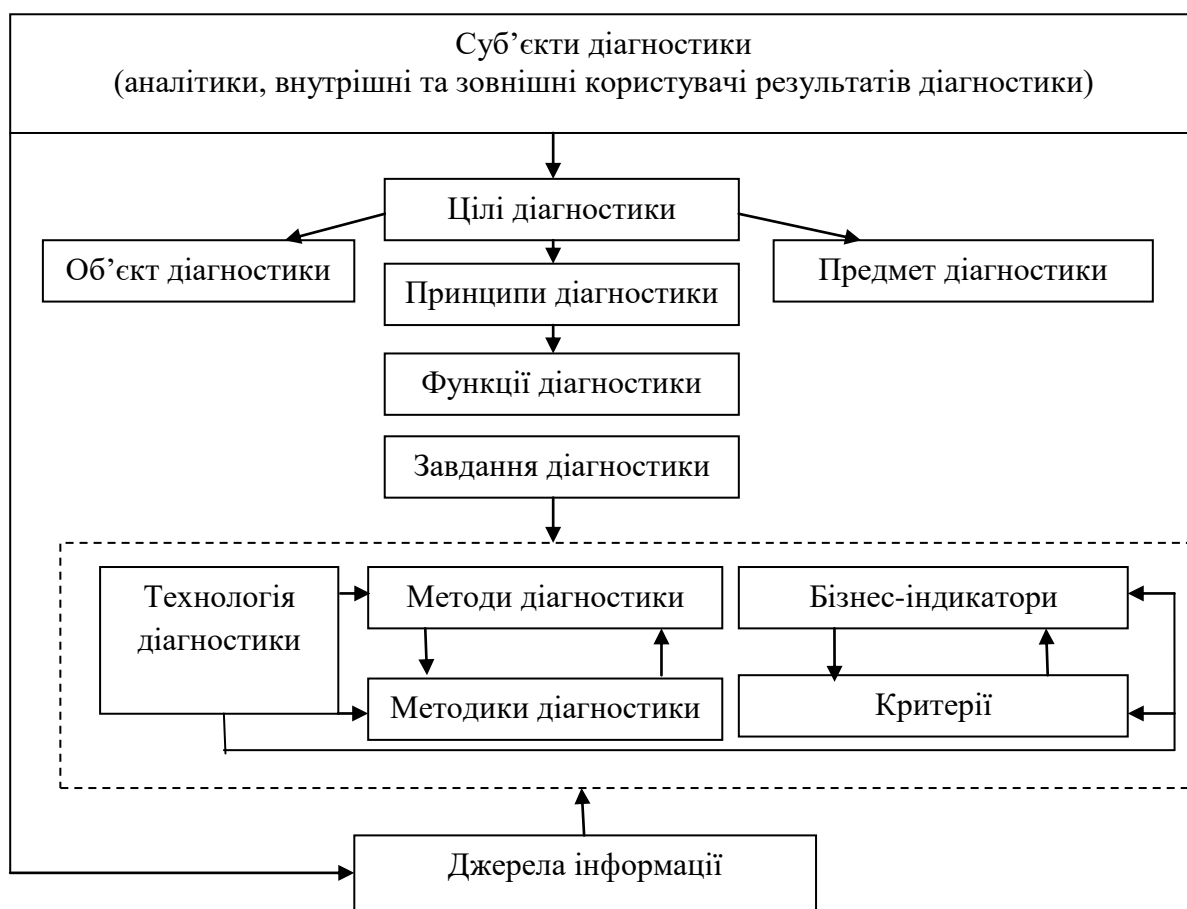 Суб’єкти діагностики
(аналітики, внутрішні та зовнішні користувачі результатів діагностики)
Цілі діагностики
Об’єкт діагностики
Предмет діагностики
Принципи діагностики
Функції діагностики
Завдання діагностики
Технологія
діагностики
Методи діагностики
Бізнес-індикатори
Методики діагностики
Критерії
Джерела інформації